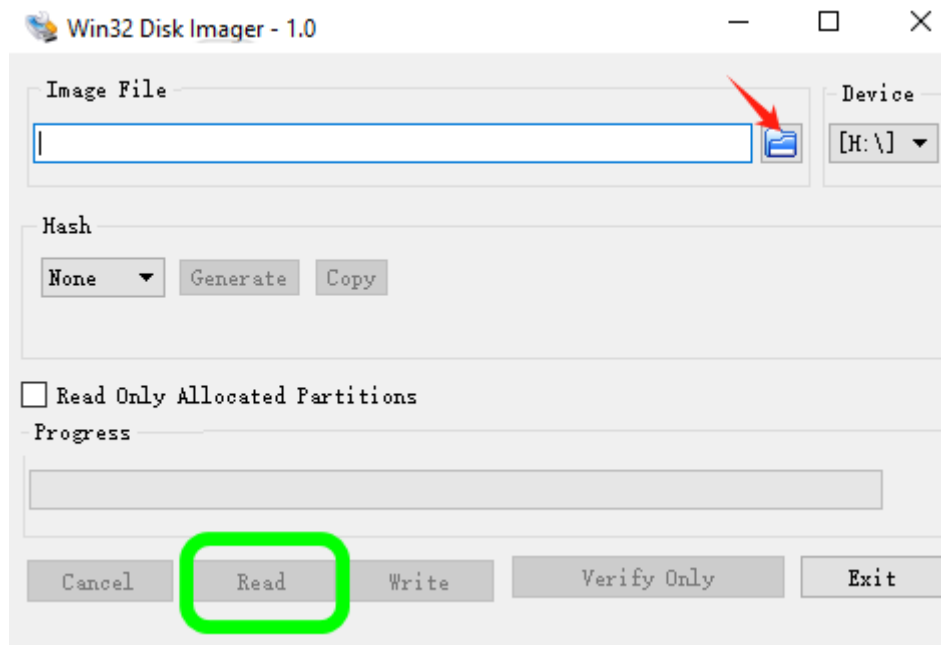 Win32 Disk Imager - 1.0
Image File
Device
[H:\]
Hash
None
Generate
Copy
Read Only Allocated Partitions
Progress
Cancel
Read
Write
Verify Only
Exit